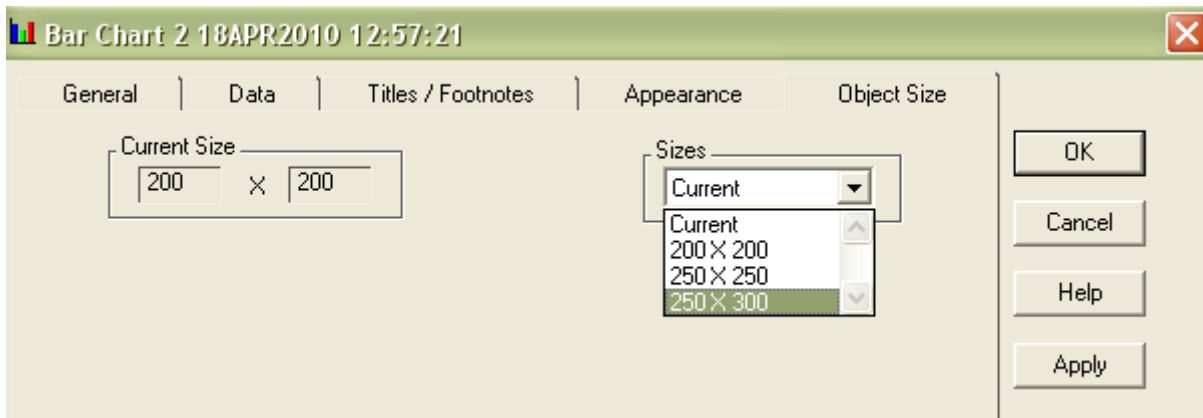 Bar Chart 2 18APR2010 12:57:21
General Data Titles / Footnotes Appearance Object Size
Current Size
200 X 200
Sizes
Current
Current
200 X 200
250 X 250
250 X 300
OK
Cancel
Help
Apply